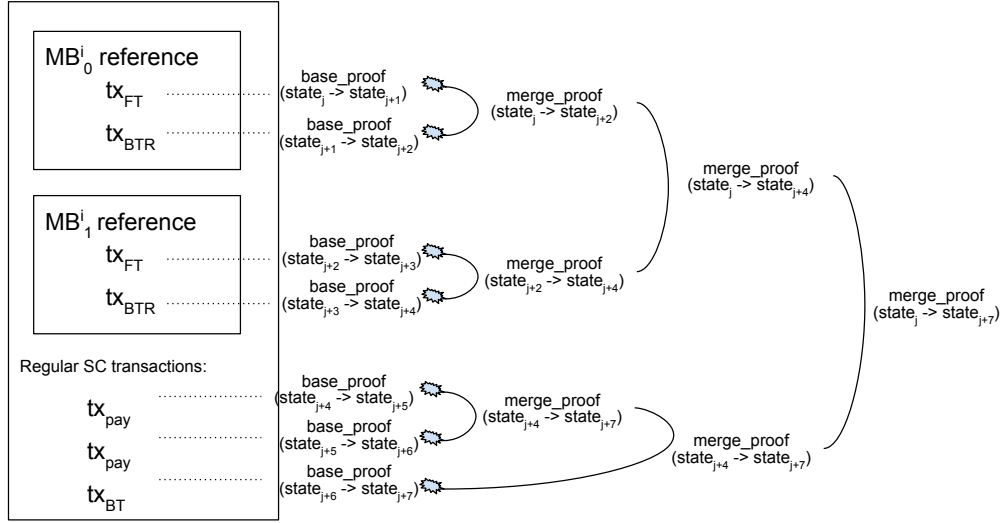 MB^i_0 reference
tx_FT
tx_BTR
MB^i_1 reference
tx_FT
tx_BTR
Regular SC transactions:
tx_pay
tx_pay
tx_BT
base_proof
(state_j -> state_j+1)
base_proof
(state_j+1 -> state_j+2)
base_proof
(state_j+2 -> state_j+3)
base_proof
(state_j+3 -> state_j+4)
base_proof
(state_j+4 -> state_j+5)
base_proof
(state_j+5 -> state_j+6)
base_proof
(state_j+6 -> state_j+7)
merge_proof
(state_j -> state_j+2)
merge_proof
(state_j+2 -> state_j+4)
merge_proof
(state_j+4 -> state_j+7)
merge_proof
(state_j -> state_j+4)
merge_proof
(state_j+4 -> state_j+7)
merge_proof
(state_j -> state_j+7)